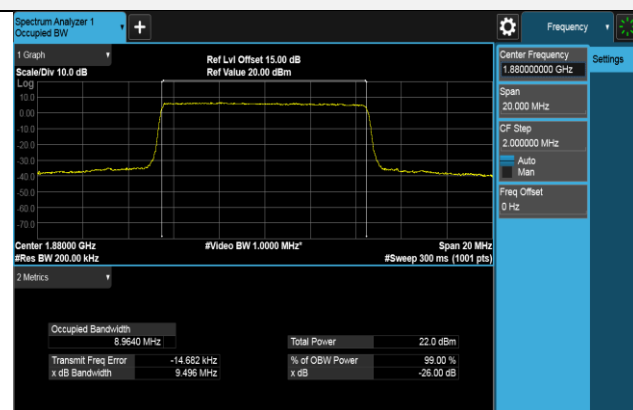 Spectrum Analyzer 1
Occupied BW
Frequency
1 Graph
Scale/Div 10.0 dB
Ref Lvl Offset 15.00 dB
Ref Value 20.00 dBm
Log
10.0
0.00
-10.0
-20.0
-30.0
-40.0
-50.0
-60.0
-70.0
Center 1.88000 GHz
#Video BW 1.0000 MHz*
Span 20 MHz
#Res BW 200.00 kHz
#Sweep 300 ms (1001 pts)
2 Metrics
Occupied Bandwidth
8.9640 MHz
Total Power 22.0 dBm
Transmit Freq Error -14.682 kHz
% of OBW Power 99.00 %
x dB Bandwidth 9.496 MHz
x dB -26.00 dB
Center Frequency
1.880000000 GHz
Settings
Span
20.000 MHz
CF Step
2.000000 MHz
Auto
Man
Freq Offset
0 Hz